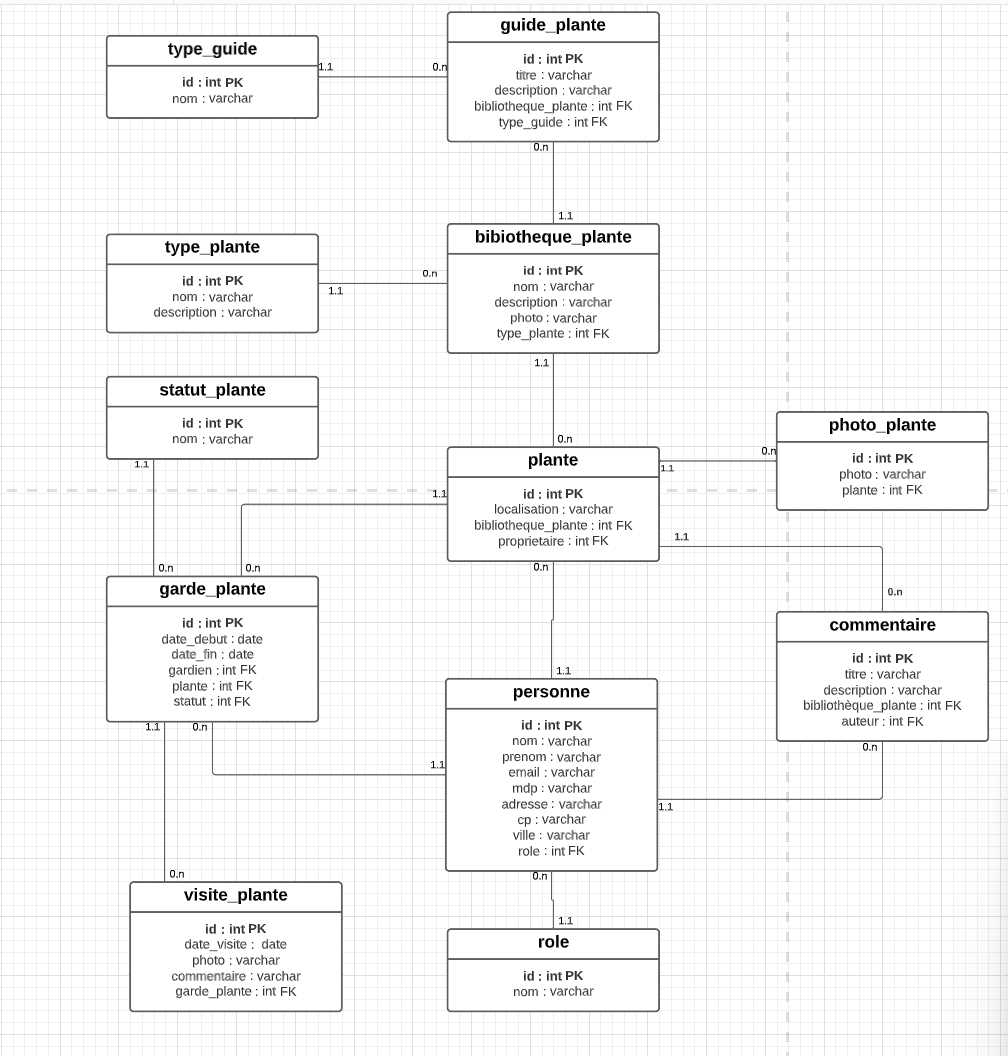 type_guide
id : int PK
nom : varchar
1.1
0.n
guide_plante
id : int PK
titre : varchar
description : varchar
bibliotheque_plante : int FK
type_guide : int FK
0.n
1.1
type_plante
id : int PK
nom : varchar
description : varchar
1.1
0.n
bibiotheque_plante
id : int PK
nom : varchar
description : varchar
photo : varchar
type_plante : int FK
1.1
0.n
statut_plante
id : int PK
nom : varchar
1.1
0.n
plante
id : int PK
localisation : varchar
bibliotheque_plante : int FK
proprietaire : int FK
1.1
0.n
1.1
0.n
photo_plante
id : int PK
photo : varchar
plante : int FK
1.1
0.n
garde_plante
id : int PK
date_debut : date
date_fin : date
gardien : int FK
plante : int FK
statut : int FK
0.n
1.1
commentaire
id : int PK
titre : varchar
description : varchar
bibliothèque_plante : int FK
auteur : int FK
0.n
1.1
personne
id : int PK
nom : varchar
prenom : varchar
email : varchar
mdp : varchar
adresse : varchar
cp : varchar
ville : varchar
role : int FK
1.1
0.n
1.1
0.n
visite_plante
id : int PK
date_visite : date
photo : varchar
commentaire : varchar
garde_plante : int FK
0.n
1.1
role
id : int PK
nom : varchar